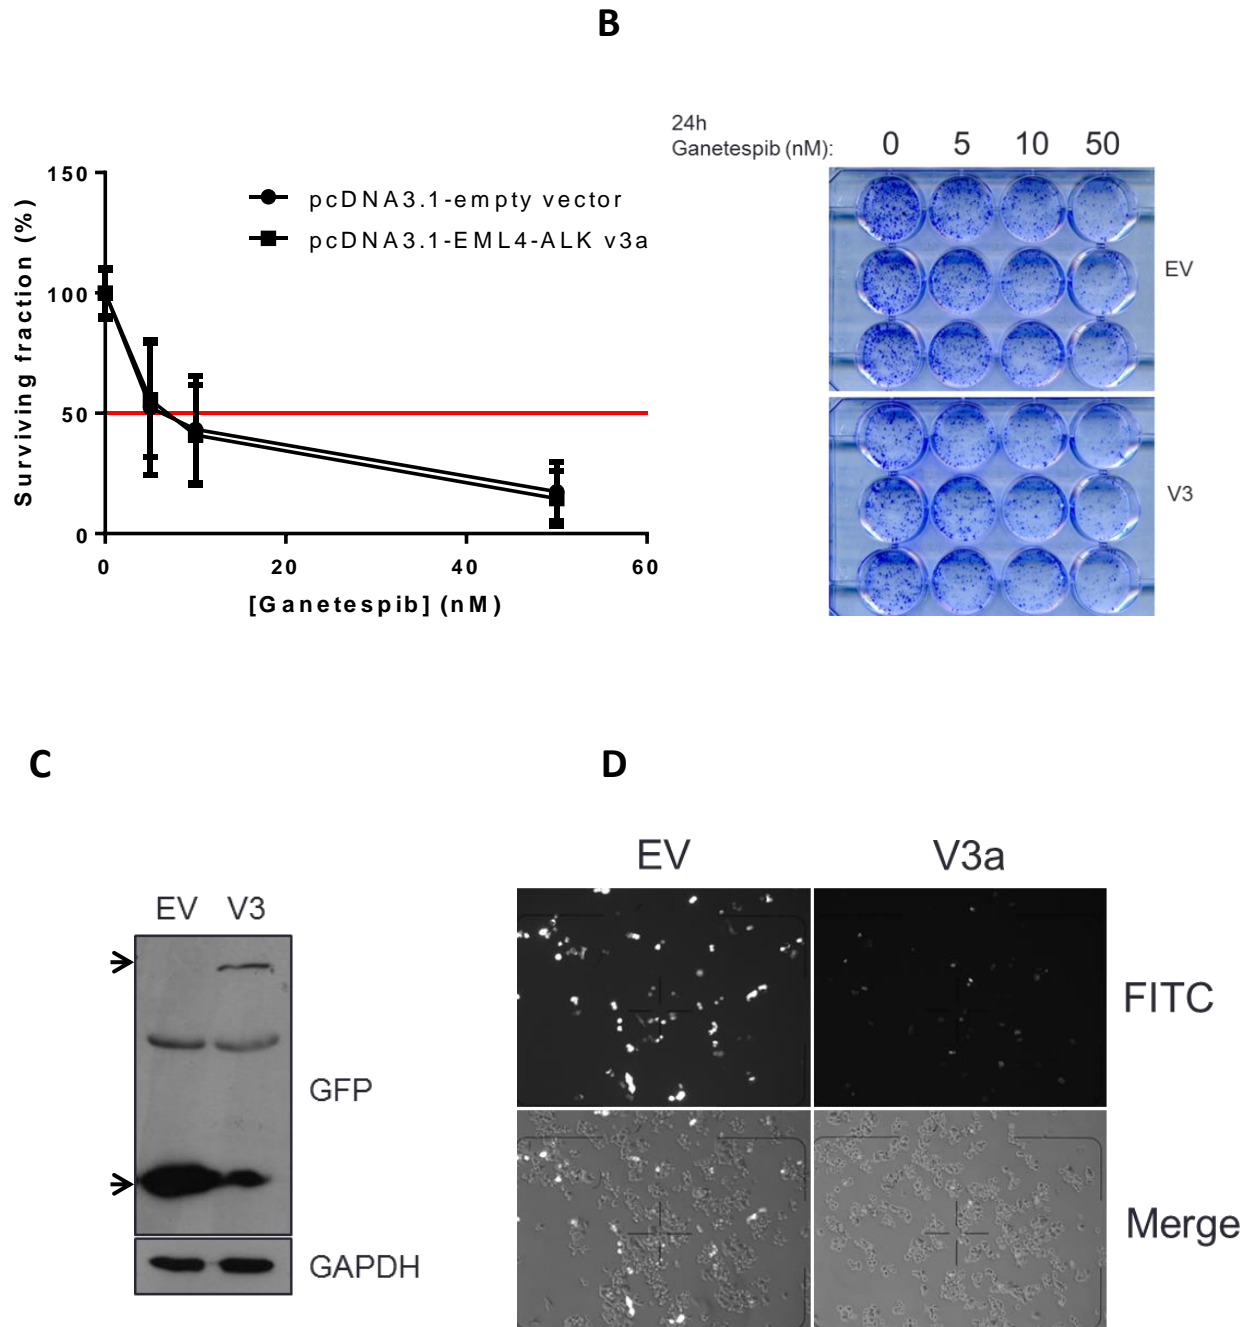 B
24h
Ganetespib (nM):
0 5 10 50
EV
V3
150
100
50
0
Surviving fraction (%)
pcDNA3.1-empty vector
pcDNA3.1-EML4-ALK v3a
0 20 40 60
[Ganetespib] (nM)
C
EV V3
GFP
GAPDH
D
EV V3a
FITC
Merge